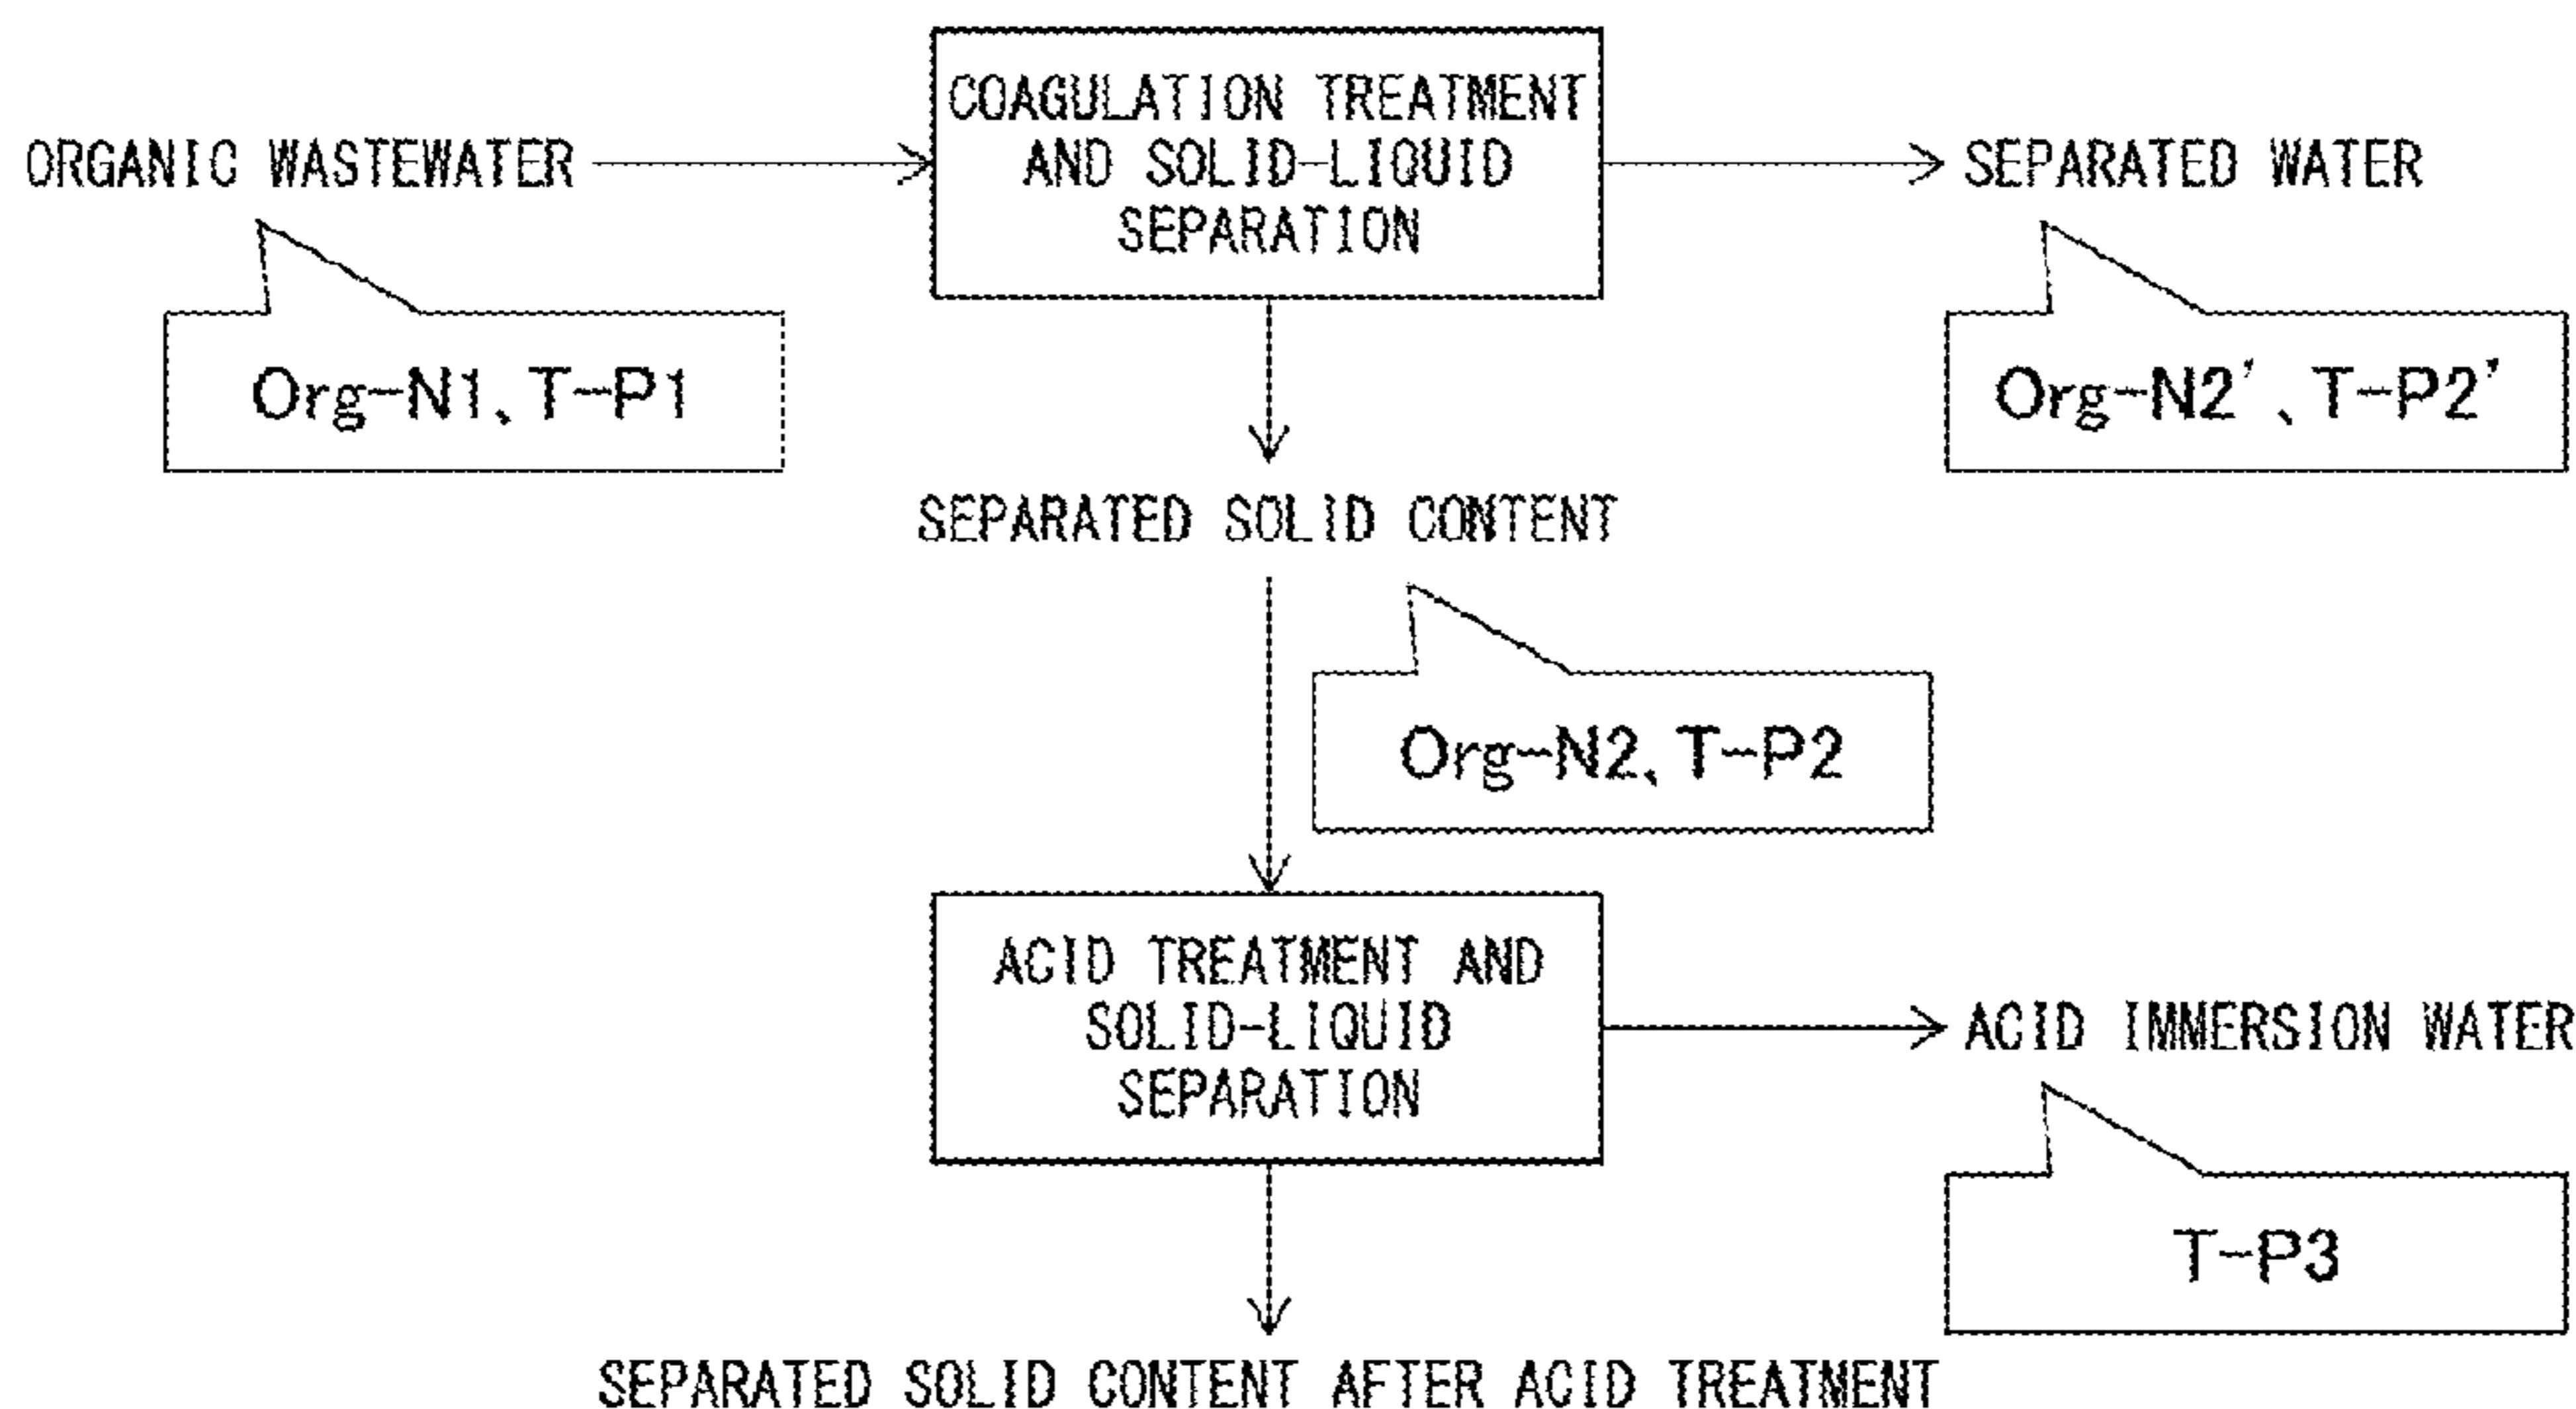 COAGULATION TREATMENT
AND SOLID-LIQUID
SEPARATION
ORGANIC WASTEWATER
SEPARATED WATER
Org-N1、T-P1
Org-N2'、T-P2'
SEPARATED SOLID CONTENT
Org-N2、T-P2
ACID TREATMENT AND
SOLID-LIQUID
SEPARATION
ACID IMMERSION WATER
T-P3
SEPARATED SOLID CONTENT AFTER ACID TREATMENT